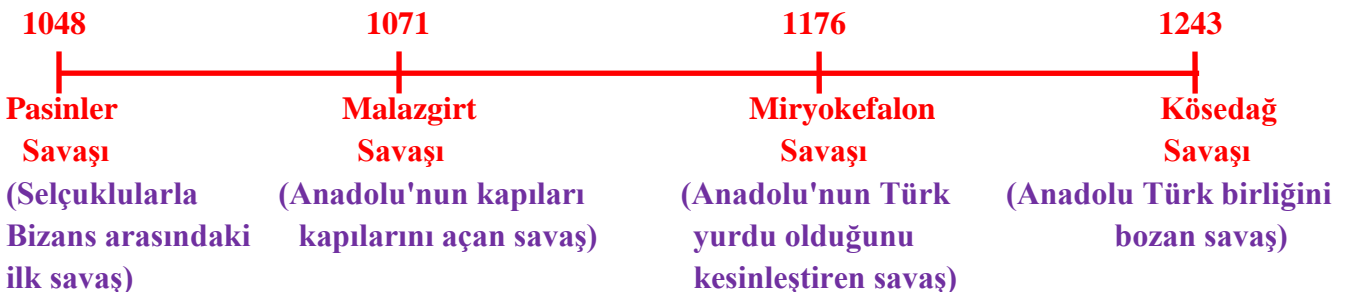 1048 1071 1176 1243
Pasinler Malazgirt Miryokefalon Kösedağ
Savaşı Savaşı Savaşı Savaşı
(Selçuklularla (Anadolu'nun kapıları (Anadolu'nun Türk (Anadolu Türk birliğini
Bizans arasındaki kapılarını açan savaş) yurdu olduğunu bozan savaş)
ilk savaş) kesinleştiren savaş)